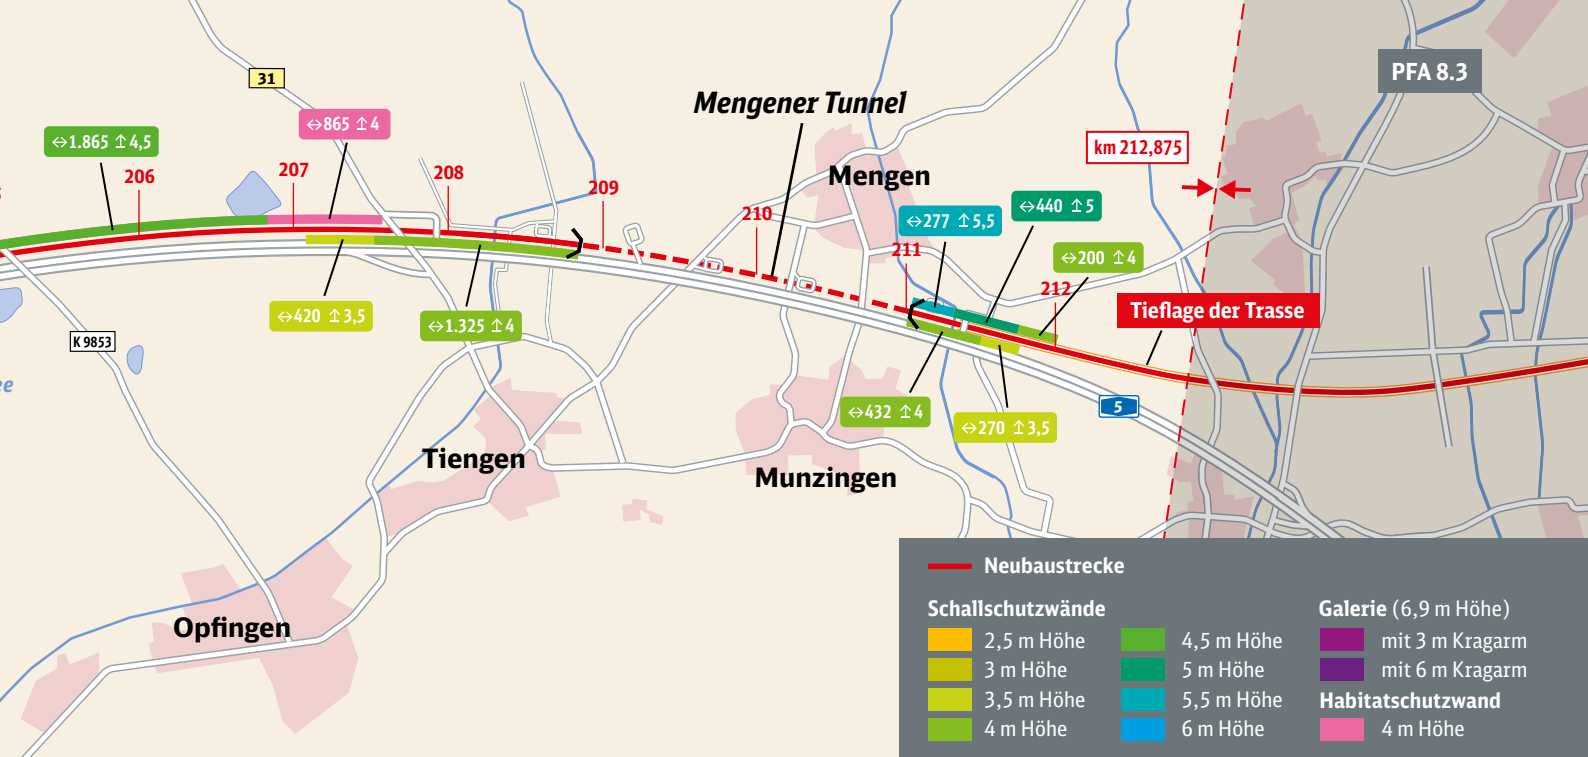 PFA 8.3
31
Mengener Tunnel
↔865 ↥4
↔1.865 ↥4,5
km 212,875
206
207
208
209
210
211
212
Mengen
↔277 ↥5,5
↔440 ↥5
↔200 ↥4
Tieflage der Trasse
↔420 ↥3,5
↔1.325 ↥4
K 9853
ee
↔432 ↥4
↔270 ↥3,5
5
Tiengen
Munzingen
Opfingen
Neubaustrecke
Schallschutzwände
2,5 m Höhe
3 m Höhe
3,5 m Höhe
4 m Höhe
4,5 m Höhe
5 m Höhe
5,5 m Höhe
6 m Höhe
Galerie (6,9 m Höhe)
mit 3 m Kragarm
mit 6 m Kragarm
Habitatschutzwand
4 m Höhe